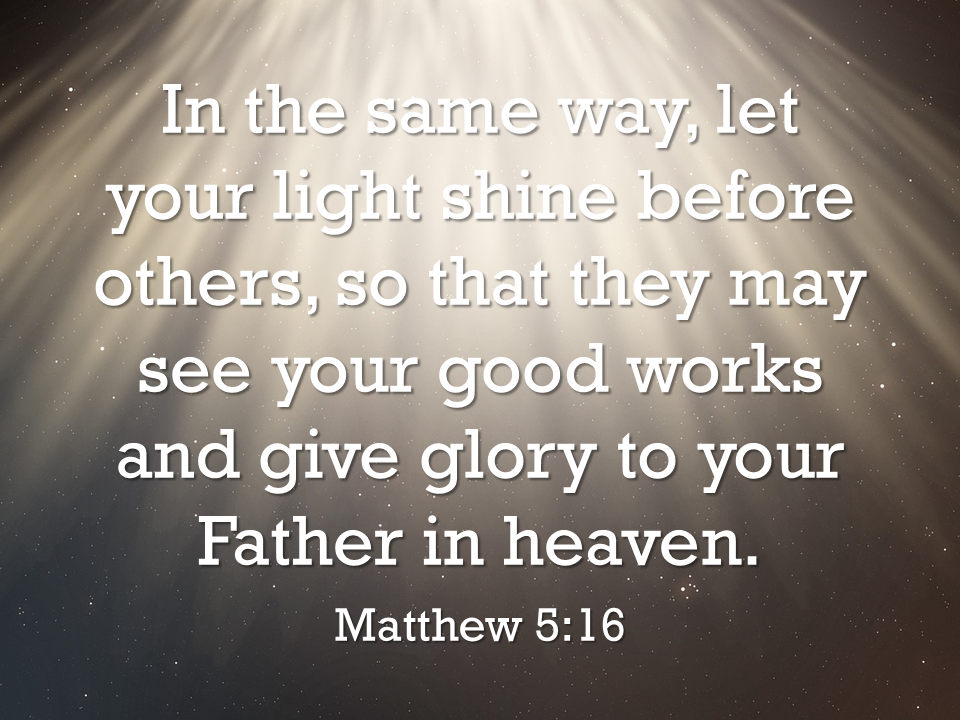 In the same way, let
your light shine before
others, so that they may
see your good works
and give glory to your
Father in heaven.
Matthew 5:16